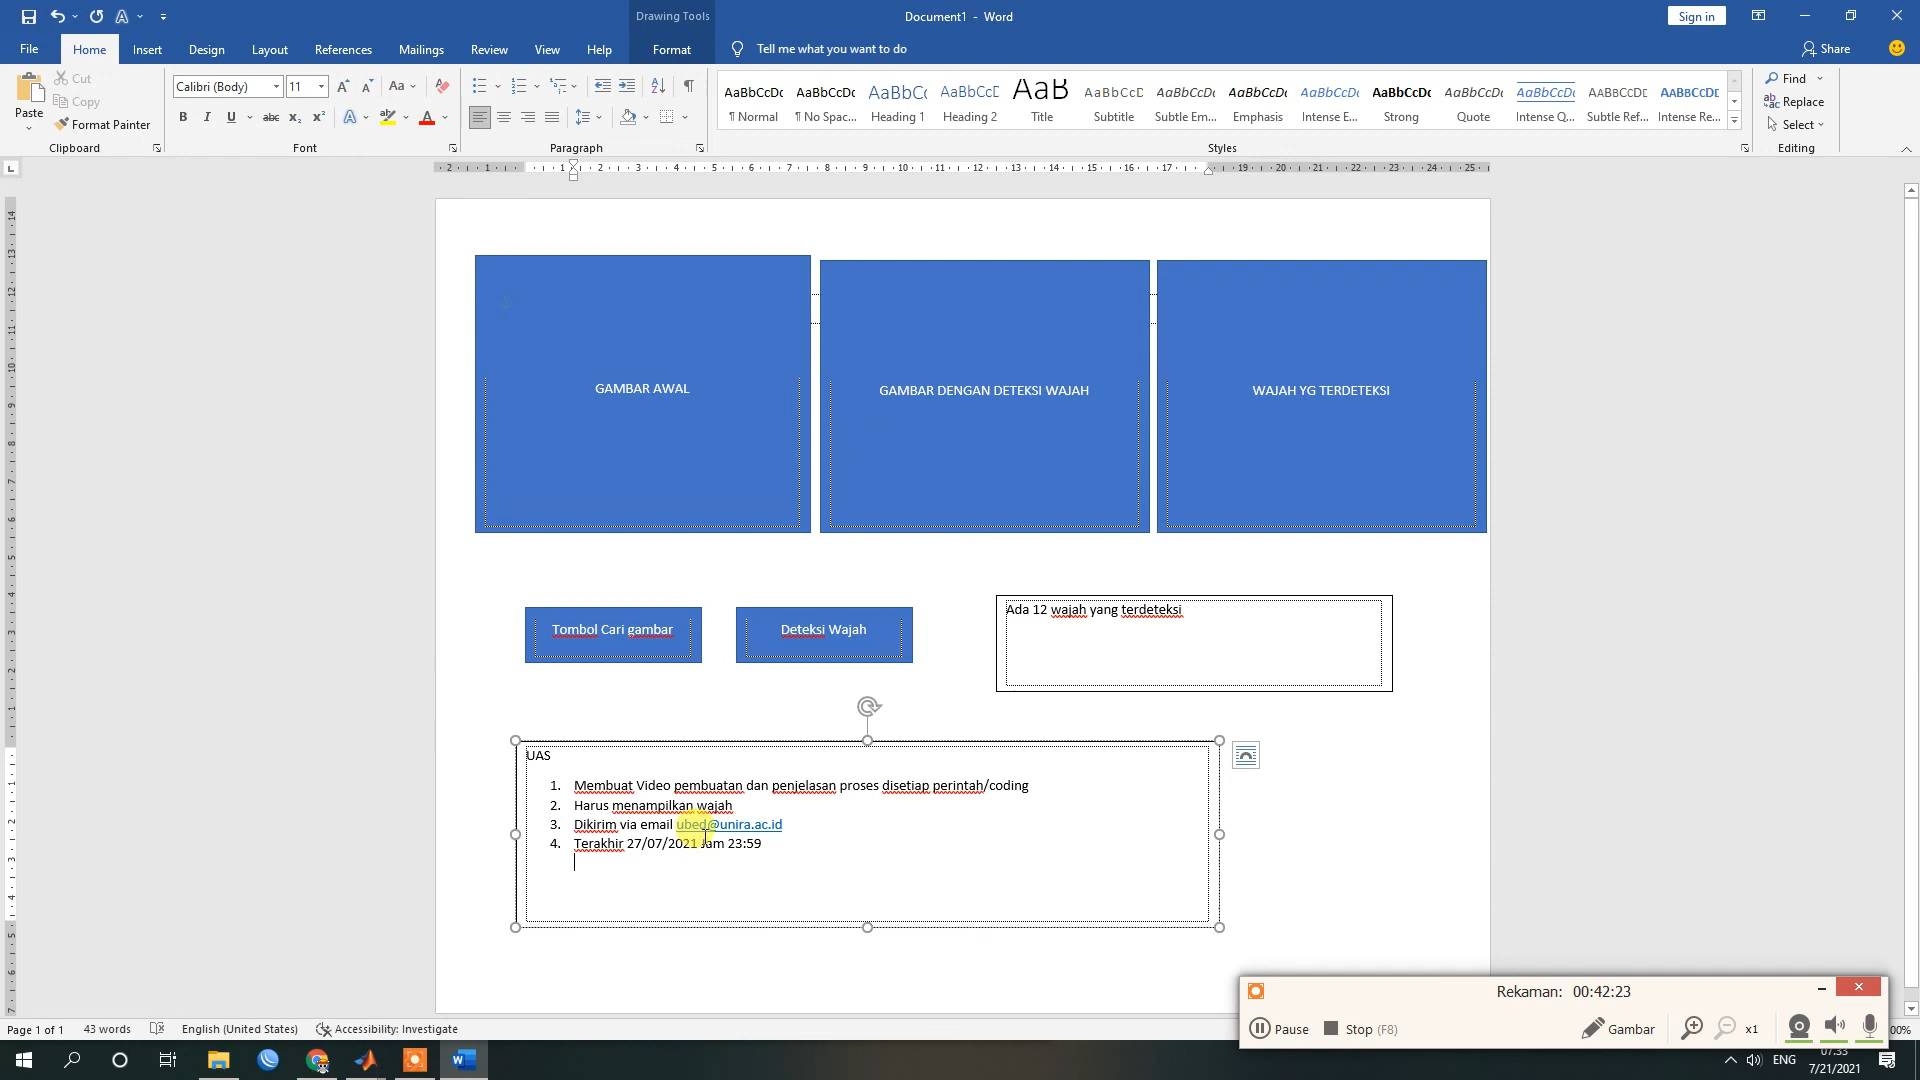 Drawing Tools
Document1 - Word
Sign in
File Home Insert Design Layout References Mailings Review View Help Format Tell me what you want to do Share
Paste
Cut
Copy
Format Painter
Calibri (Body) 11
AaBbCcDc AaBbCcDc AaBbCc AaBbCcD AaB AaBbCcD AaBbCcDc AaBbCcDc AaBbCcDc AaBbCcDc AaBbCcDc AaBbCcDc AABBCCDE AABBCCDE
¶ Normal ¶ No Spac... Heading 1 Heading 2 Title Subtitle Subtle Em... Emphasis Intense E... Strong Quote Intense Q... Subtle Ref... Intense Re...
Find
Replace
Select
Clipboard Font Paragraph Styles Editing
GAMBAR AWAL
GAMBAR DENGAN DETEKSI WAJAH
WAJAH YG TERDETEKSI
Tombol Cari gambar
Deteksi Wajah
Ada 12 wajah yang terdeteksi
UAS
1. Membuat Video pembuatan dan penjelasan proses disetiap perintah/coding
2. Harus menampilkan wajah
3. Dikirim via email ubed@unira.ac.id
4. Terakhir 27/07/2021 Jam 23:59
Rekaman: 00:42:23
Pause Stop (F8) Gambar x1
Page 1 of 1 43 words English (United States) Accessibility: Investigate
ENG
07.33
7/21/2021